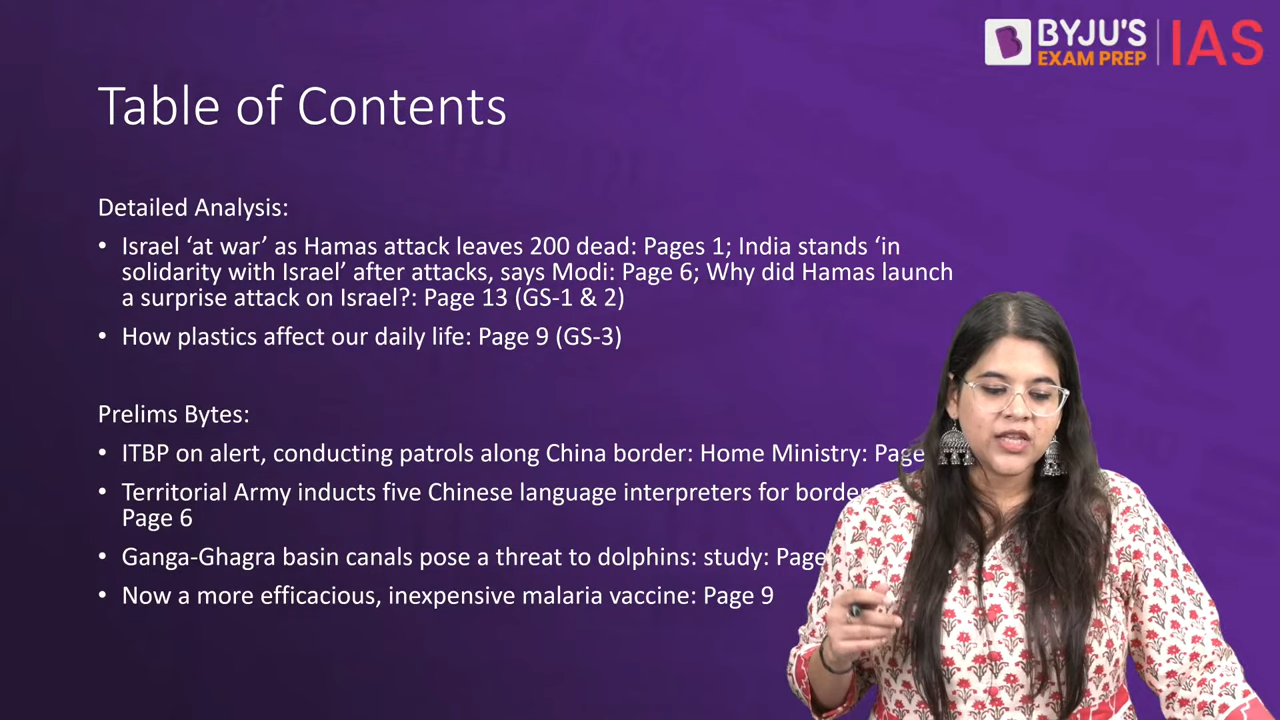 BYJU'S IAS
EXAM PREP
Table of Contents
Detailed Analysis:
• Israel ‘at war’ as Hamas attack leaves 200 dead: Pages 1; India stands ‘in
solidarity with Israel’ after attacks, says Modi: Page 6; Why did Hamas launch
a surprise attack on Israel?: Page 13 (GS-1 & 2)
• How plastics affect our daily life: Page 9 (GS-3)
Prelims Bytes:
• ITBP on alert, conducting patrols along China border: Home Ministry: Page
• Territorial Army inducts five Chinese language interpreters for border
Page 6
• Ganga-Ghagra basin canals pose a threat to dolphins: study: Page
• Now a more efficacious, inexpensive malaria vaccine: Page 9